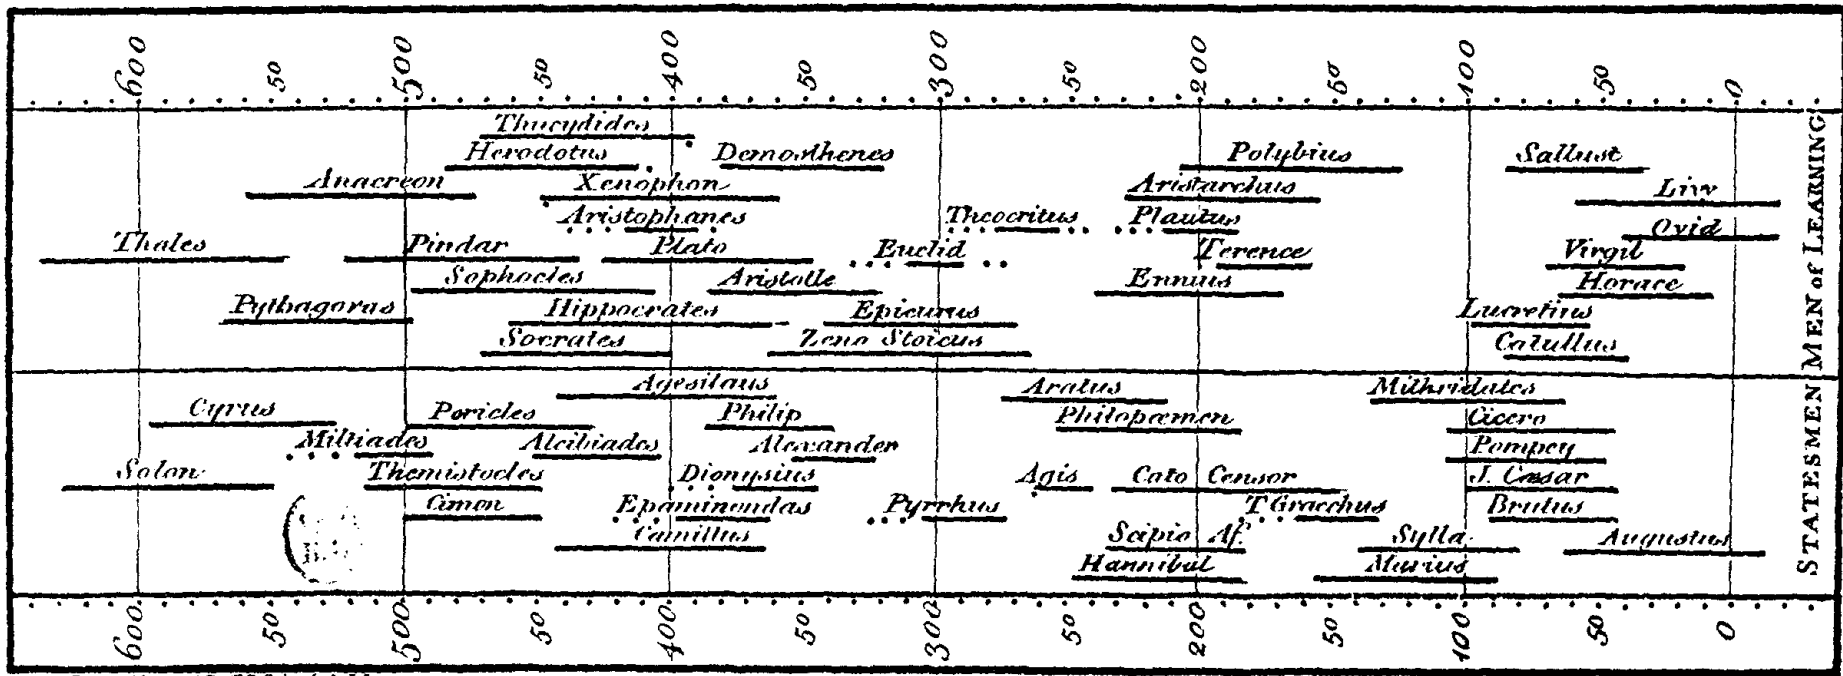 600 50 500 50 400 50 300 50 200 50 100 50 0
Thucydides
Herodotus Demosthenes Polybius Sallust
Anacreon Xenophon Aristarchus Livy
Aristophanes Theocritus Plautus
Thales Pindar Plato Euclid Terence Virgil Ovid
Sophocles Aristotle Ennius Horace
Pythagoras Hippocrates Epicurus Lucretius
Socrates Zeno Stoicus Catullus
MEN of LEARNING
Agesilaus Aratus Mithridates
Cyrus Pericles Philip Philopœmen Cicero
Miltiades Alcibiades Alexander Pompey
Solon Themistocles Dionysius Agis Cato Censor J. Cæsar
Cimon Epaminondas Pyrrhus T Gracchus Brutus
Camillus Scipio Af. Sylla Augustus
Hannibal Marius
STATESMEN
600 50 500 50 400 50 300 50 200 50 100 50 0